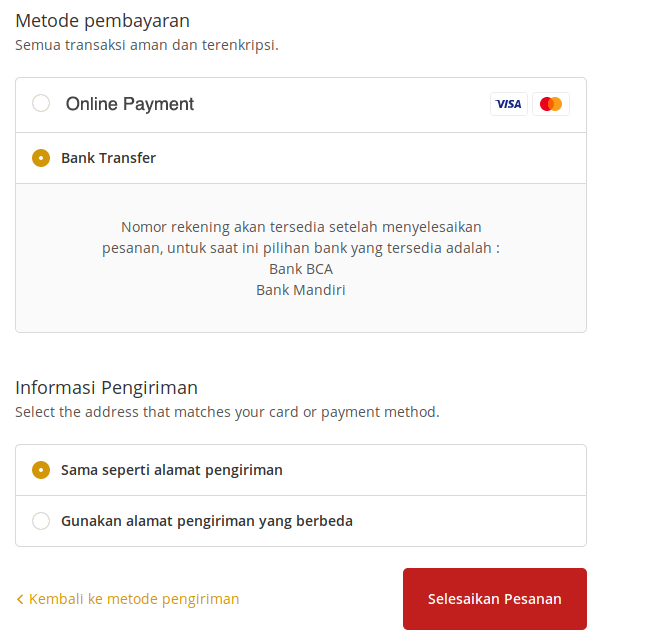 Metode pembayaran
Semua transaksi aman dan terenkripsi.
Online Payment VISA
Bank Transfer
Nomor rekening akan tersedia setelah menyelesaikan
pesanan, untuk saat ini pilihan bank yang tersedia adalah :
Bank BCA
Bank Mandiri
Informasi Pengiriman
Select the address that matches your card or payment method.
Sama seperti alamat pengiriman
Gunakan alamat pengiriman yang berbeda
Kembali ke metode pengiriman Selesaikan Pesanan